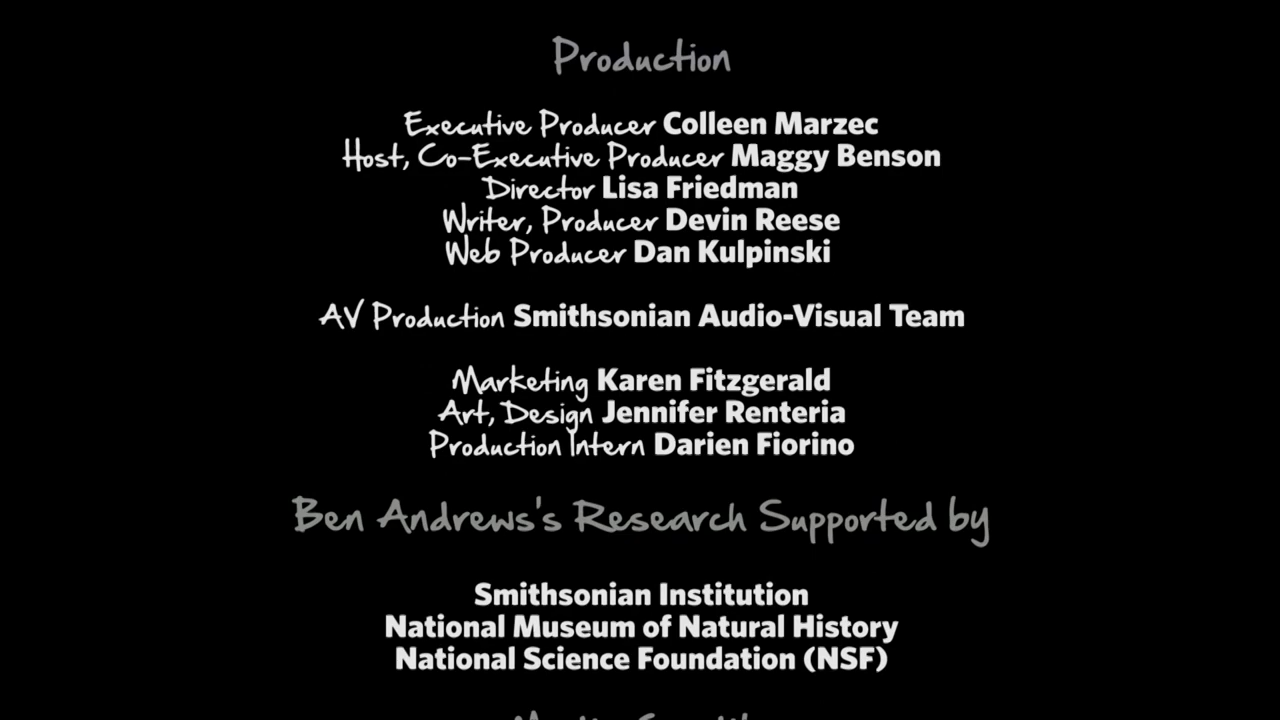 Production
Executive Producer Colleen Marzec
Host, Co-Executive Producer Maggy Benson
Director Lisa Friedman
Writer, Producer Devin Reese
Web Producer Dan Kulpinski
AV Production Smithsonian Audio-Visual Team
Marketing Karen Fitzgerald
Art, Design Jennifer Renteria
Production Intern Darien Fiorino
Ben Andrews's Research Supported by
Smithsonian Institution
National Museum of Natural History
National Science Foundation (NSF)